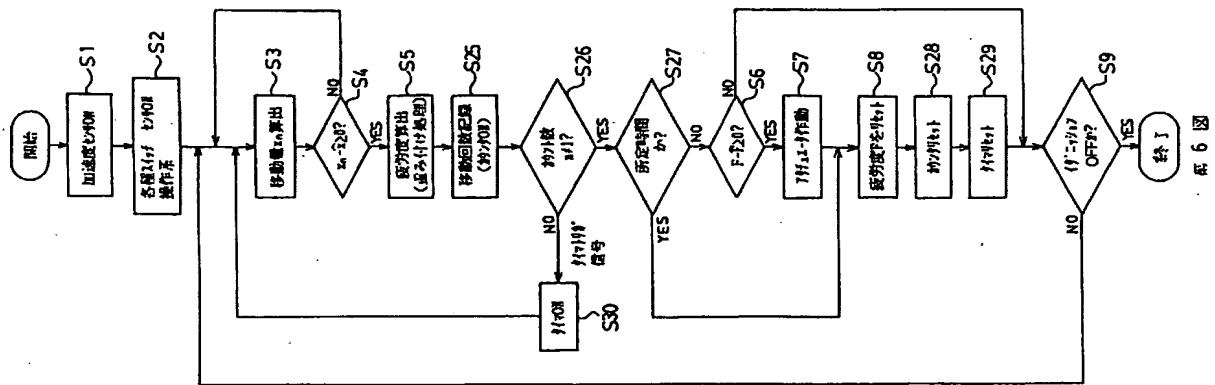 開始
加速度センサON
S1
各種スイッチ センサON
操作系
S2
移動量xn算出
S3
xn-x≧0?
S4
NO
YES
疲労度算出
(重み付け処理)
S5
移動回数記録
(カウンタON)
S25
カウント数
≠1?
S26
NO
YES
タイマトリガ
信号
タイマON
S30
所定時間
か?
S27
YES
NO
F-F≧0?
S6
NO
YES
アクチュエータ作動
S7
疲労度Fをリセット
S8
カウンタリセット
S28
タイマリセット
S29
イグニッション
OFFか?
S9
NO
YES
終了
第 6 図